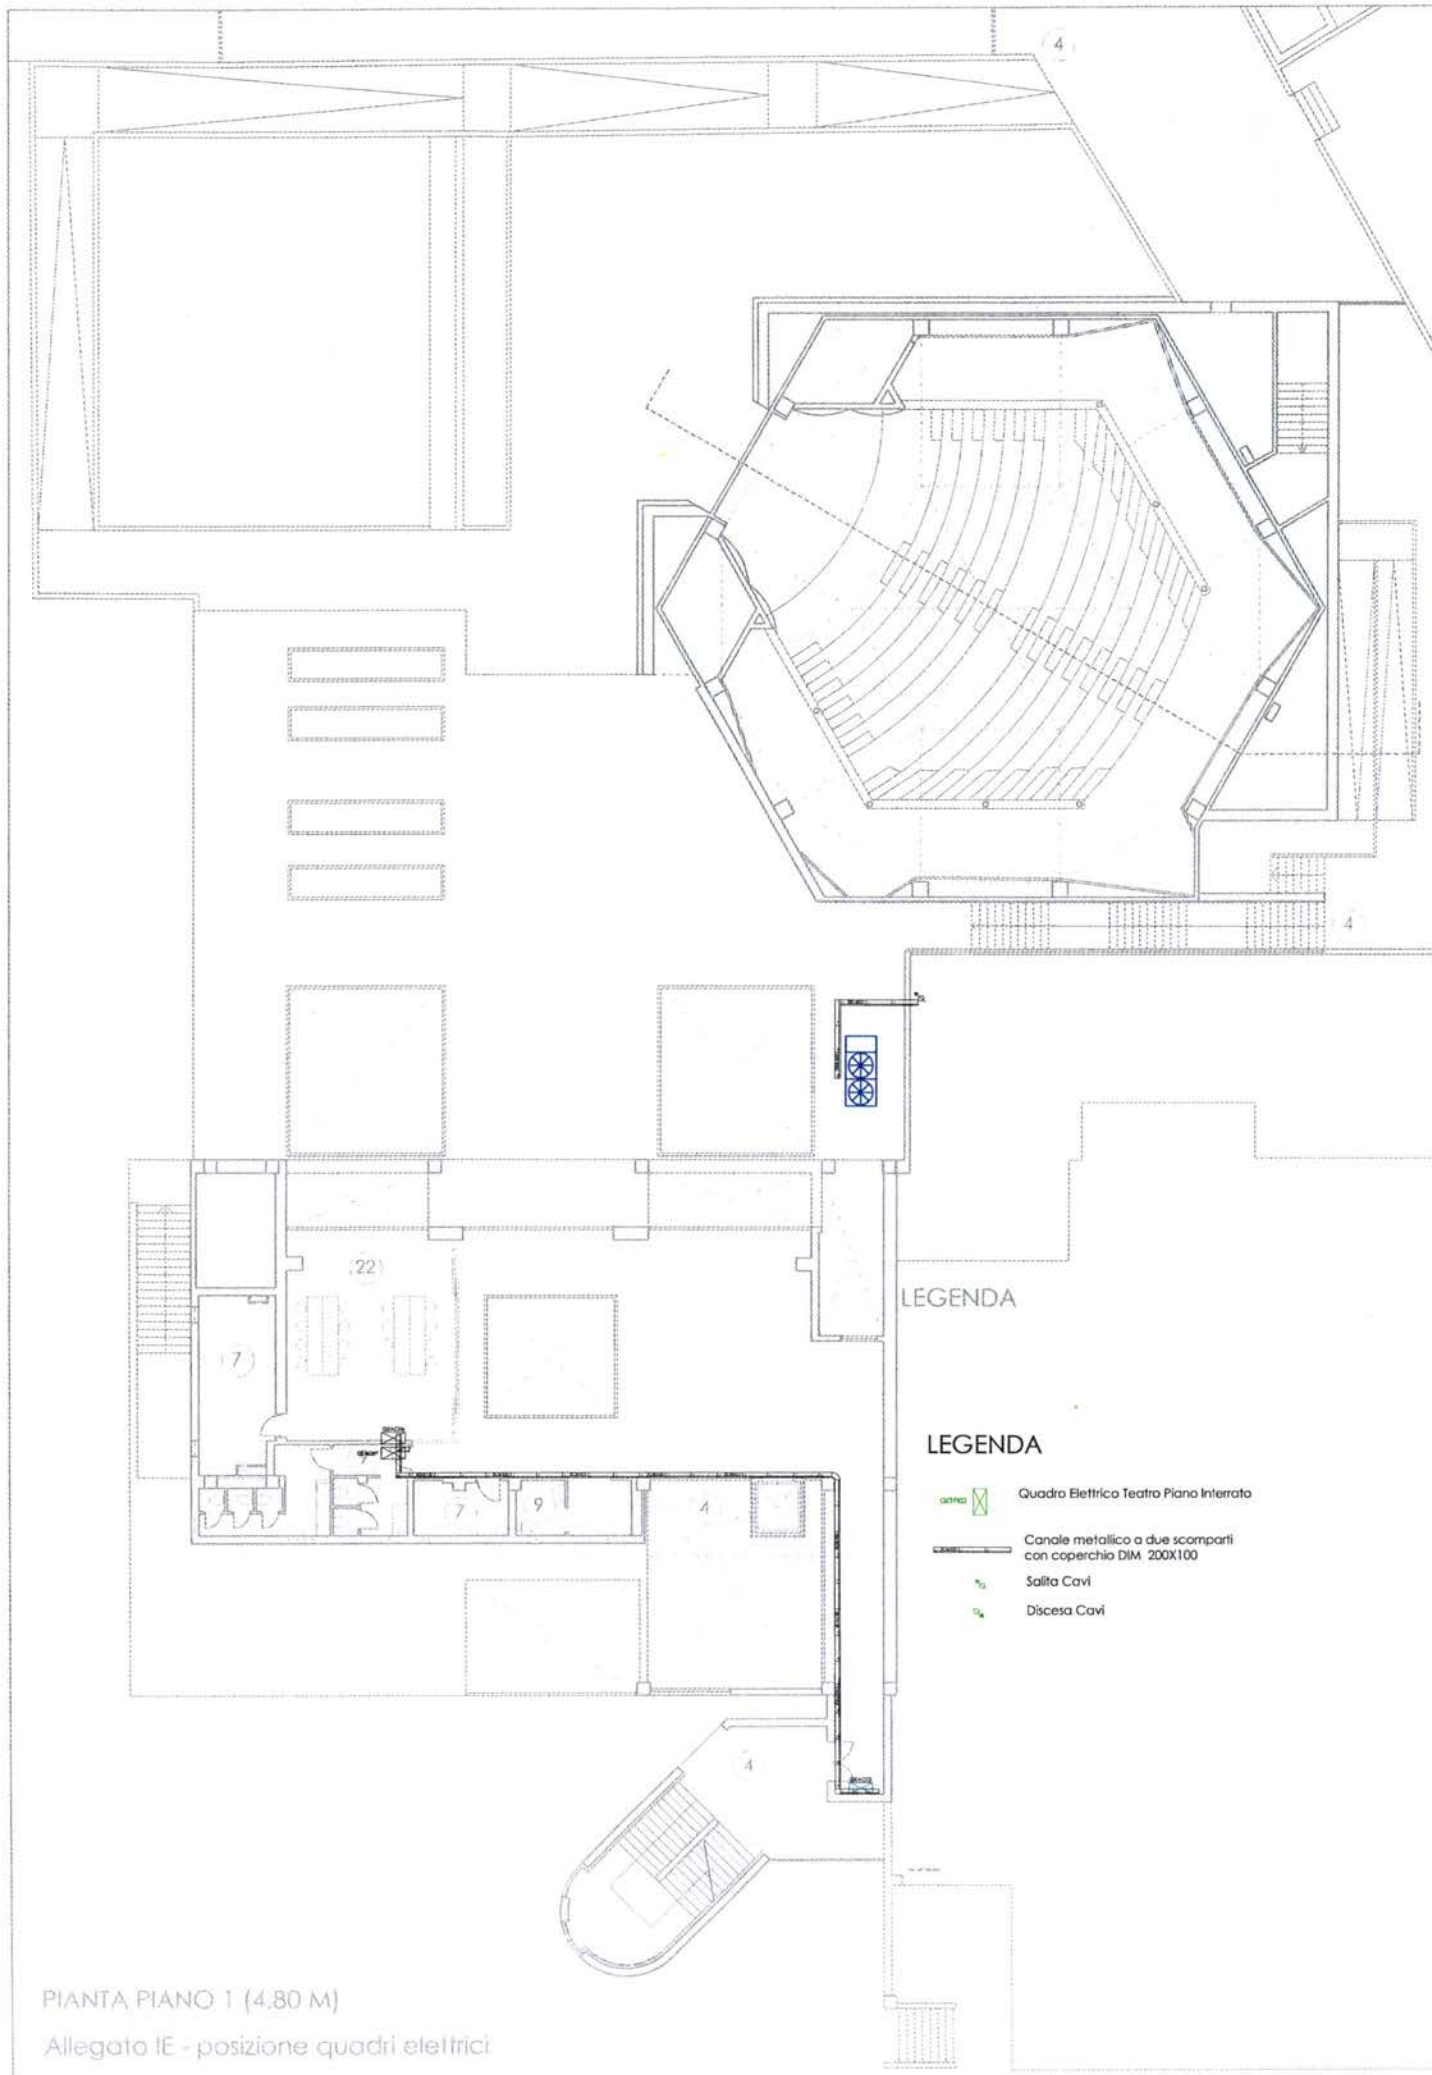 4
4
22
LEGENDA
7
LEGENDA
Quadro Elettrico Teatro Piano Interrato
7
7
9
4
Canale metallico a due scomparti
con coperchio DIM 200X100
Salita Cavi
Discesa Cavi
4
PIANTA PIANO 1 (4.80 M)
Allegato IE - posizione quadri elettrici